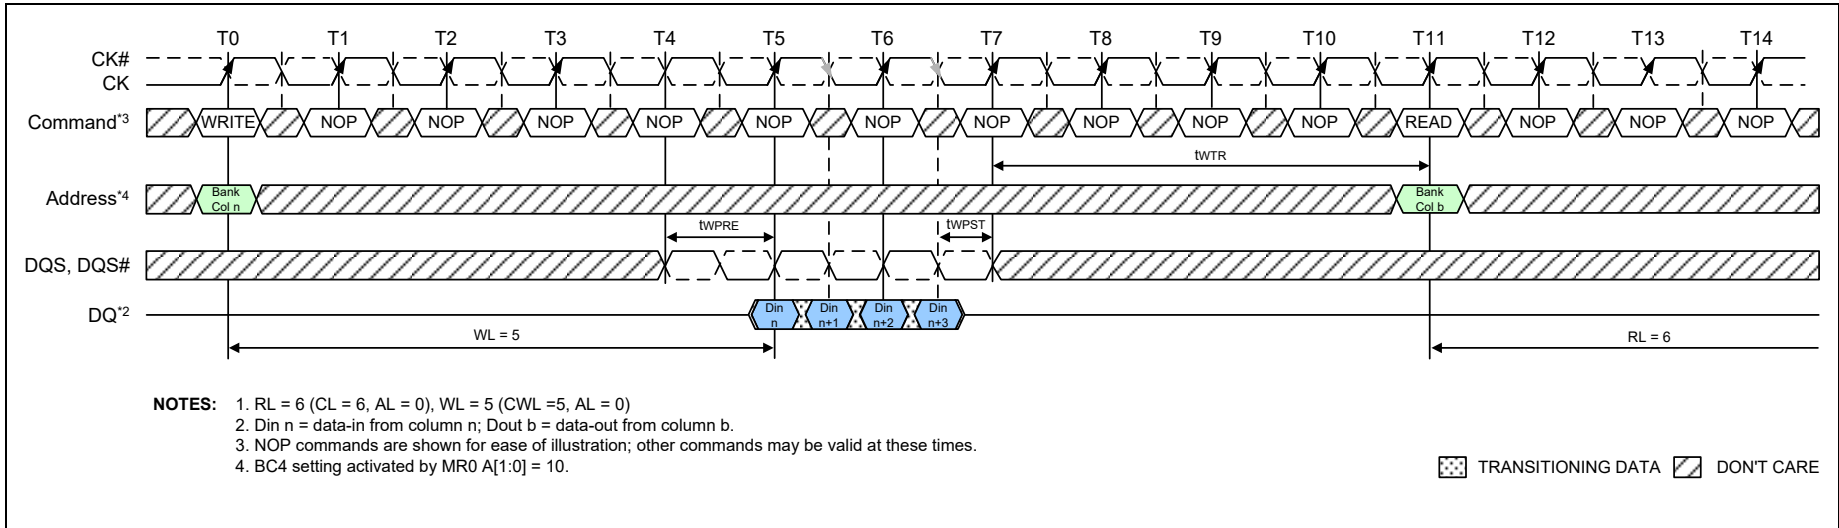 T0 T1 T2 T3 T4 T5 T6 T7 T8 T9 T10 T11 T12 T13 T14
CK#
CK
Command*3 WRITE NOP NOP NOP NOP NOP NOP NOP NOP NOP NOP READ NOP NOP NOP
tWTR
Address*4 Bank Col n Bank Col b
tWPRE tWPST
DQS, DQS#
DQ*2 Din n Din n+1 Din n+2 Din n+3
WL = 5 RL = 6
NOTES: 1. RL = 6 (CL = 6, AL = 0), WL = 5 (CWL =5, AL = 0)
2. Din n = data-in from column n; Dout b = data-out from column b.
3. NOP commands are shown for ease of illustration; other commands may be valid at these times.
4. BC4 setting activated by MR0 A[1:0] = 10.
TRANSITIONING DATA DON'T CARE